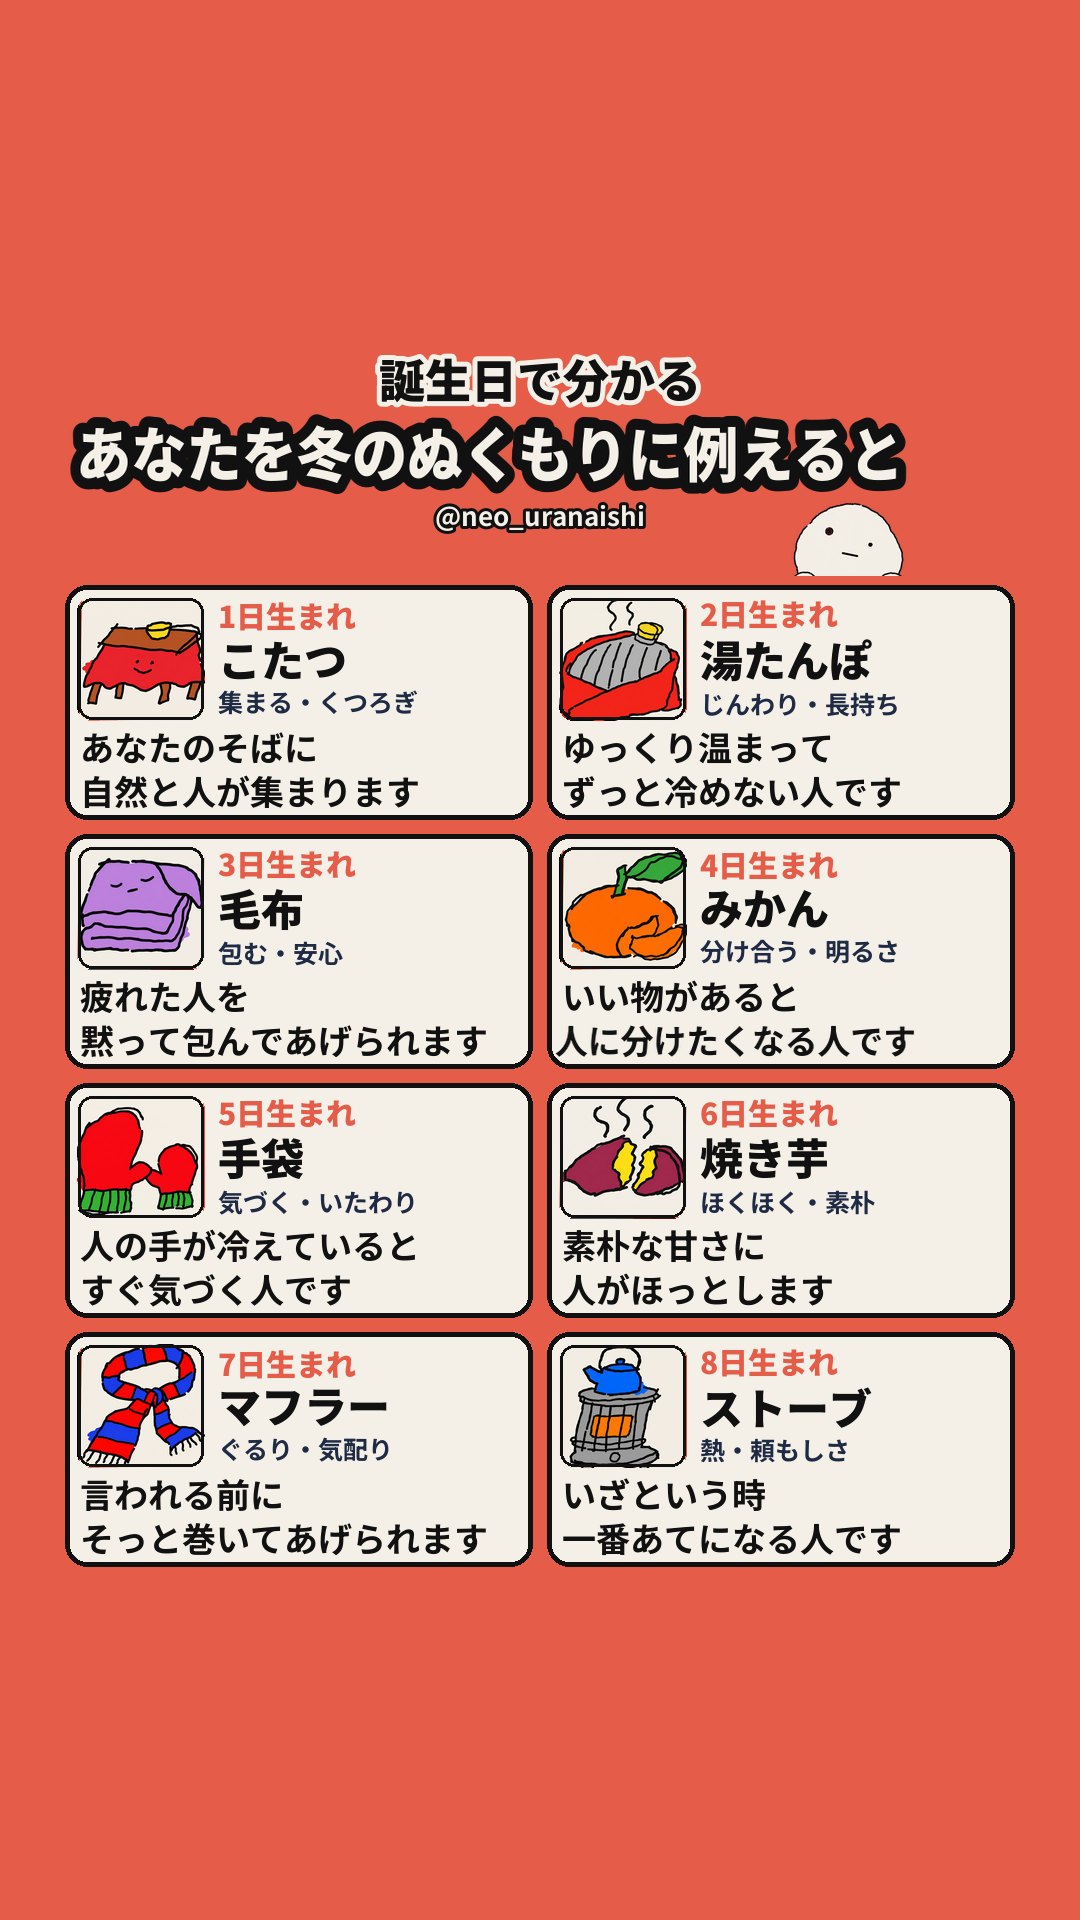 誕生日で分かる
あなたを冬のぬくもりに例えると
@neo_uranaishi
1日生まれ
こたつ
集まる・くつろぎ
あなたのそばに
自然と人が集まります
2日生まれ
湯たんぽ
じんわり・長持ち
ゆっくり温まって
ずっと冷めない人です
3日生まれ
毛布
包む・安心
疲れた人を
黙って包んであげられます
4日生まれ
みかん
分け合う・明るさ
いい物があると
人に分けたくなる人です
5日生まれ
手袋
気づく・いたわり
人の手が冷えていると
すぐ気づく人です
6日生まれ
焼き芋
ほくほく・素朴
素朴な甘さに
人がほっとします
7日生まれ
マフラー
ぐるり・気配り
言われる前に
そっと巻いてあげられます
8日生まれ
ストーブ
熱・頼もしさ
いざという時
一番あてになる人です